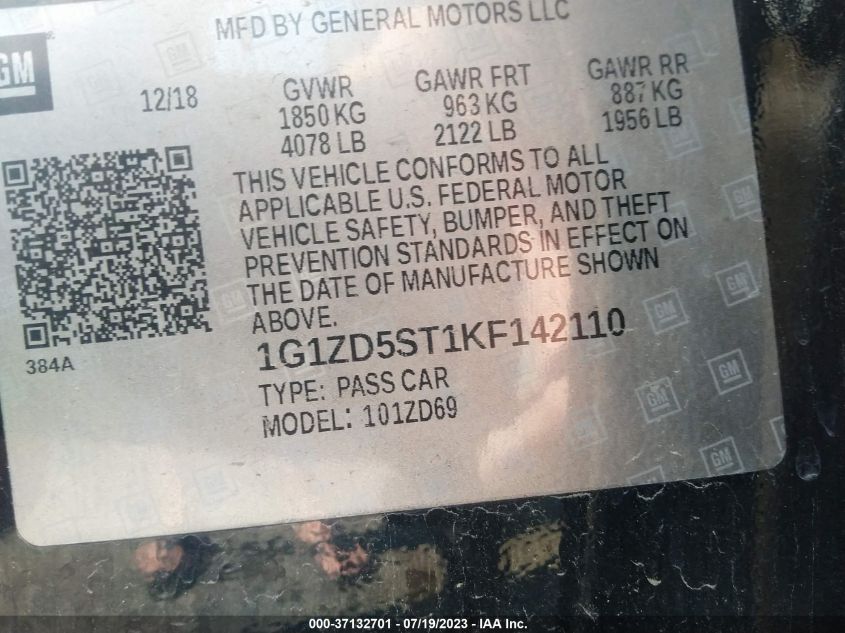 MFD BY GENERAL MOTORS LLC
GM
12/18
GVWR
1850 KG
4078 LB
GAWR FRT
963 KG
2122 LB
GAWR RR
887 KG
1956 LB
THIS VEHICLE CONFORMS TO ALL
APPLICABLE U.S. FEDERAL MOTOR
VEHICLE SAFETY, BUMPER, AND THEFT
PREVENTION STANDARDS IN EFFECT ON
THE DATE OF MANUFACTURE SHOWN
ABOVE.
384A
1G1ZD5ST1KF142110
TYPE: PASS CAR
MODEL: 101ZD69
GM
GM
GM
000-37132701 - 07/19/2023 - IAA Inc.